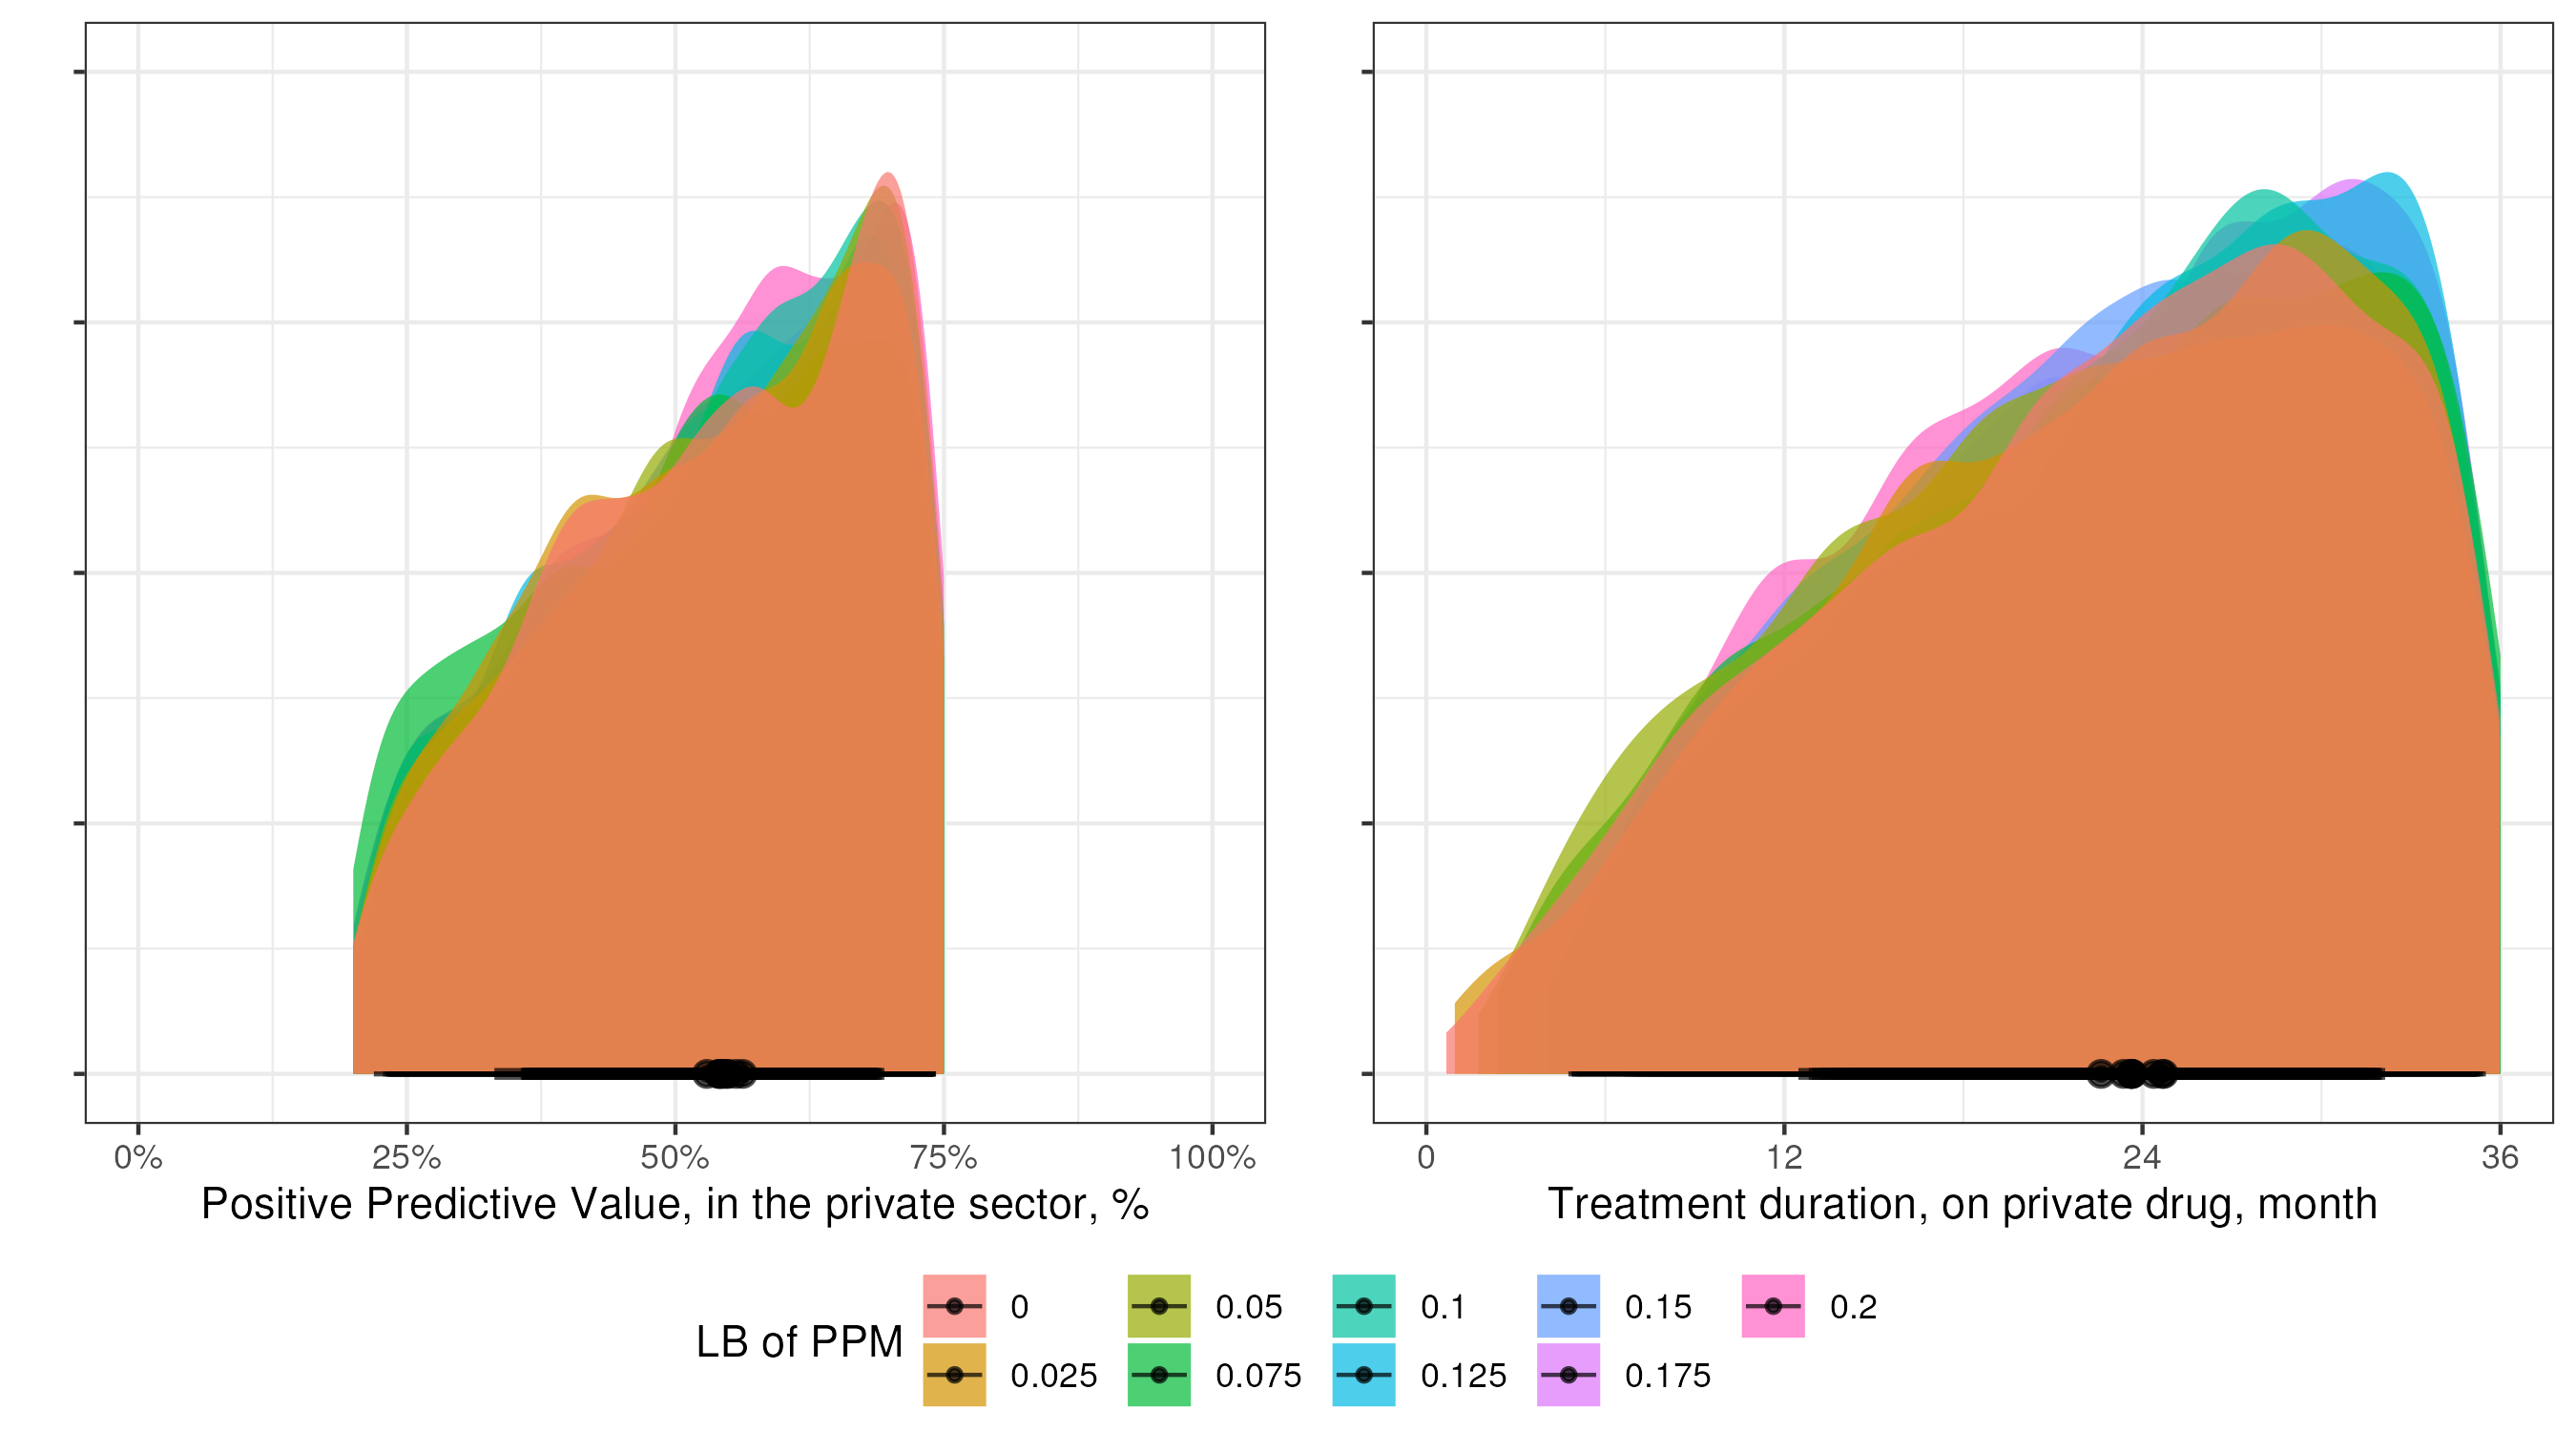 0% 25% 50% 75% 100%
Positive Predictive Value, in the private sector, %
0 12 24 36
Treatment duration, on private drug, month
LB of PPM
0 0.05 0.1 0.15 0.2
0.025 0.075 0.125 0.175